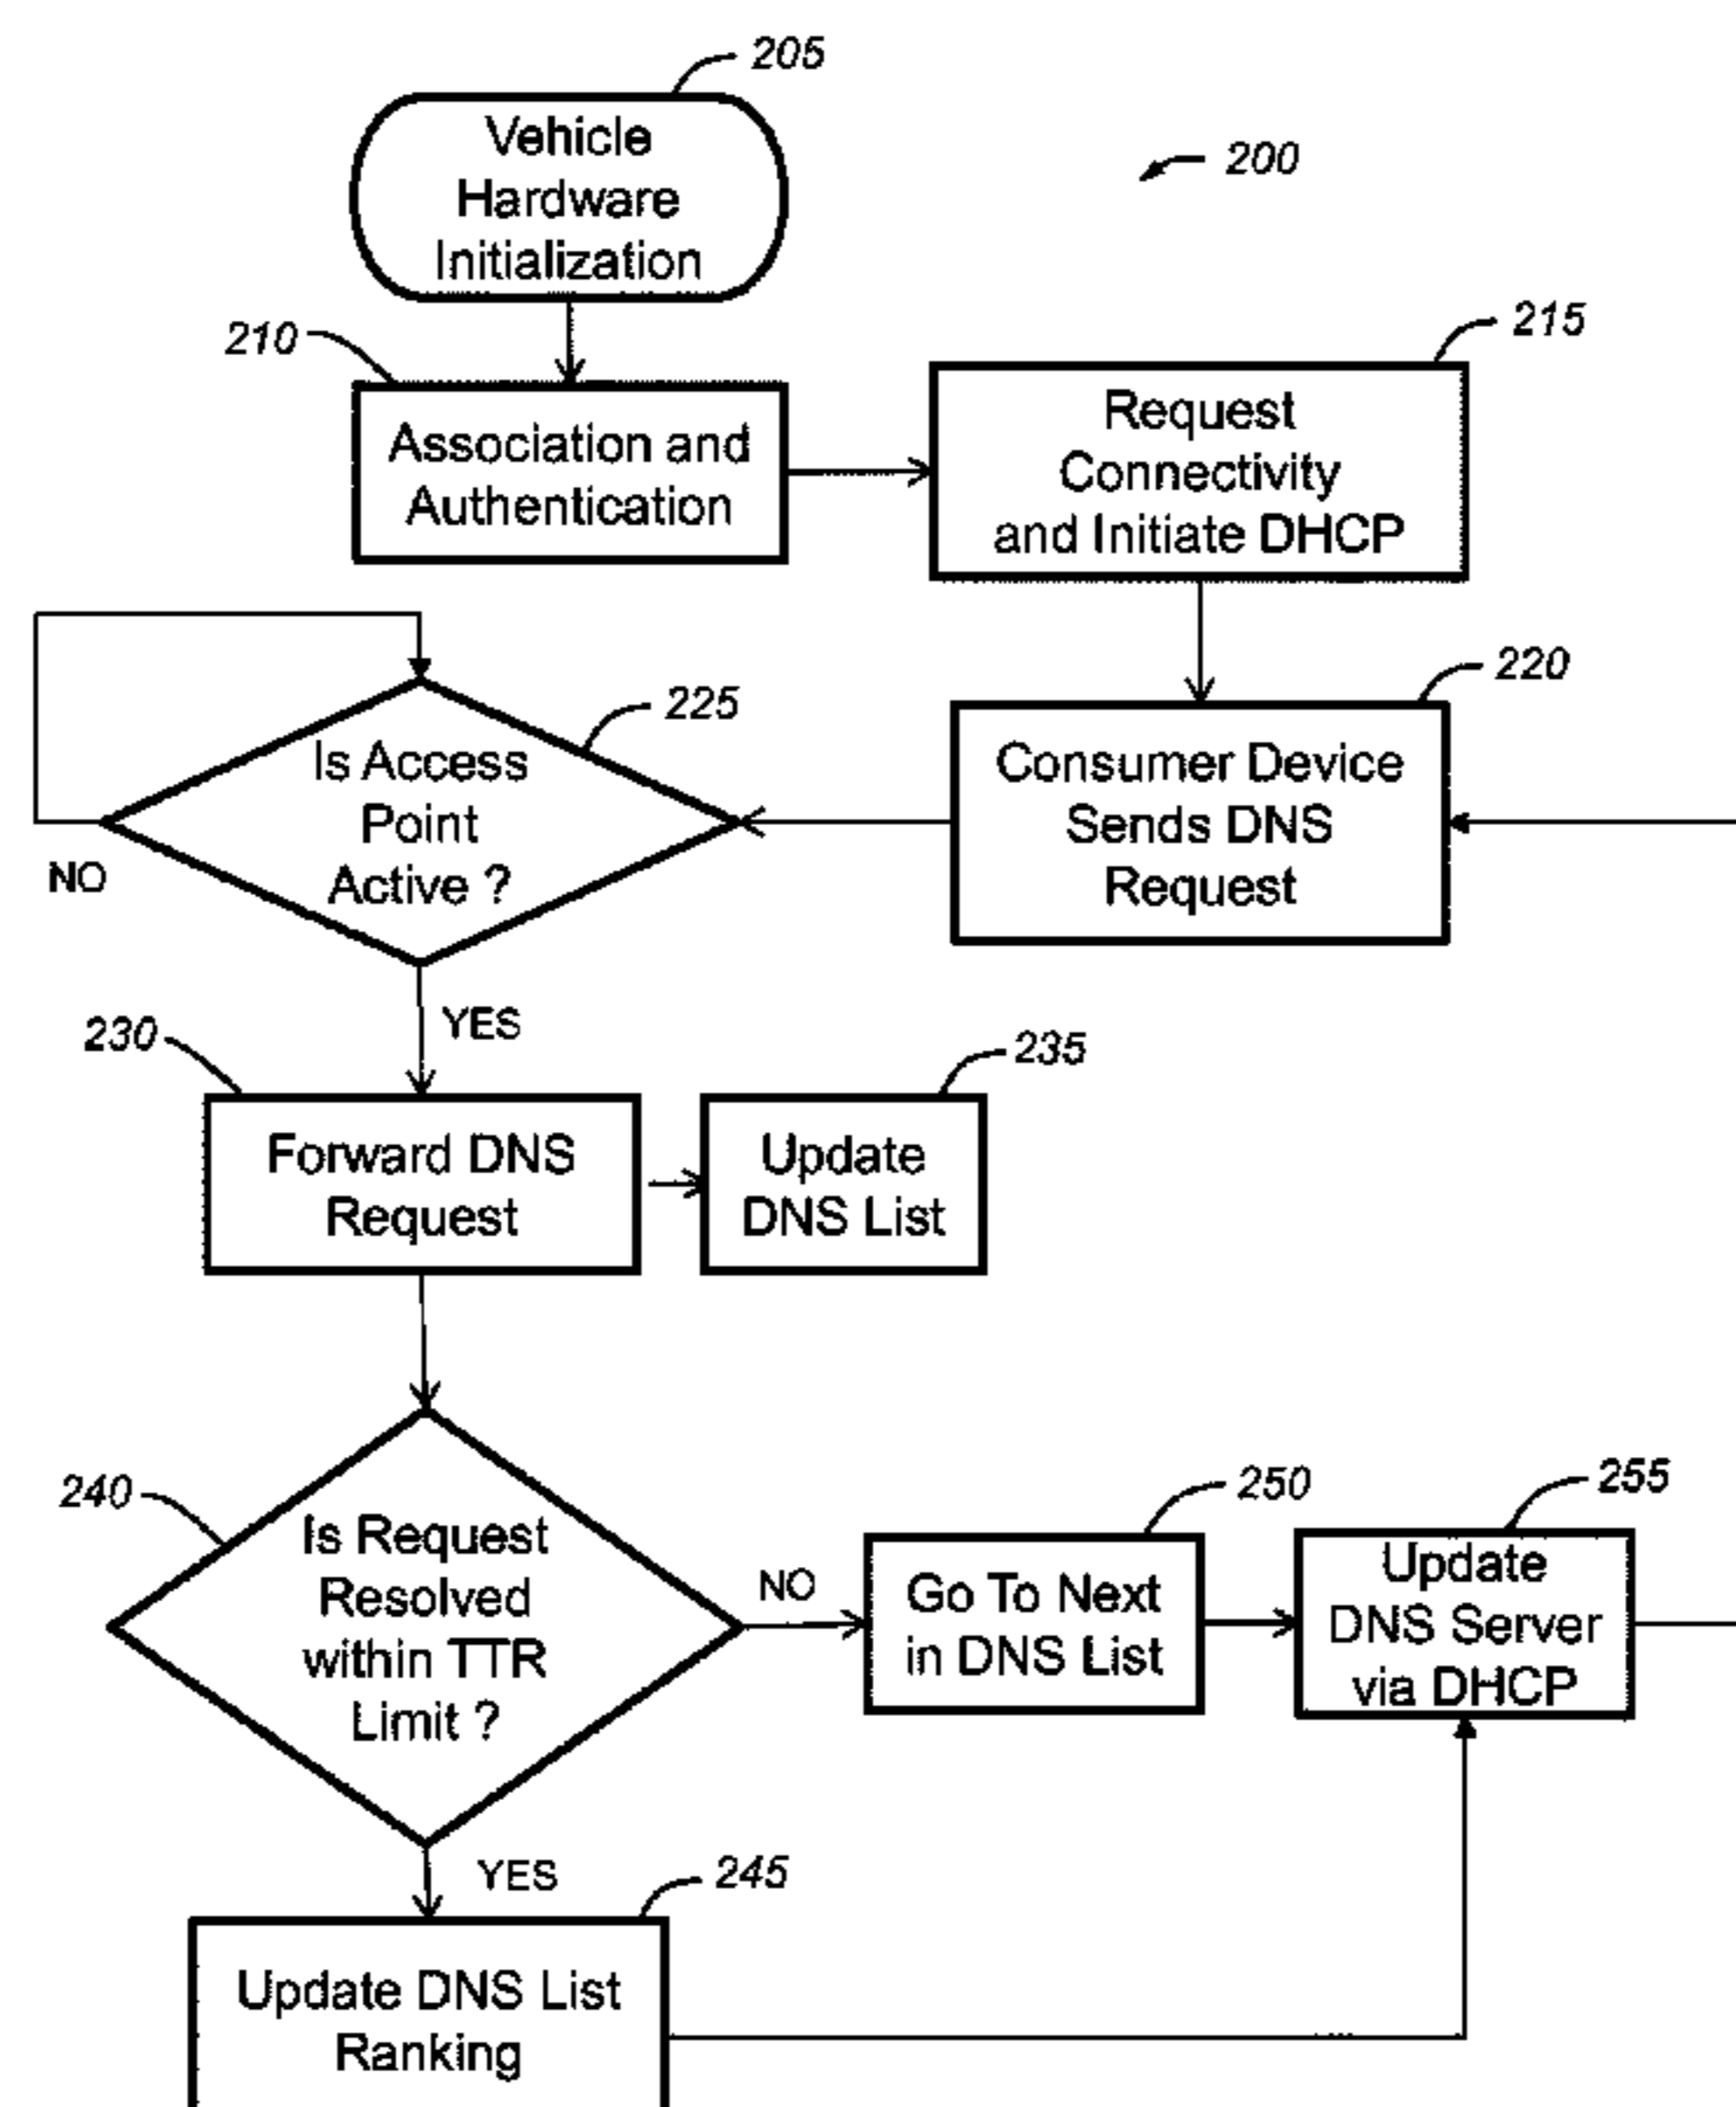 205
Vehicle
Hardware
Initialization
200
210
Association and
Authentication
215
Request
Connectivity
and Initiate DHCP
225
Is Access
Point
Active ?
NO
YES
220
Consumer Device
Sends DNS
Request
230
Forward DNS
Request
235
Update
DNS List
240
Is Request
Resolved
within TTR
Limit ?
NO
YES
250
Go To Next
in DNS List
255
Update
DNS Server
via DHCP
245
Update DNS List
Ranking